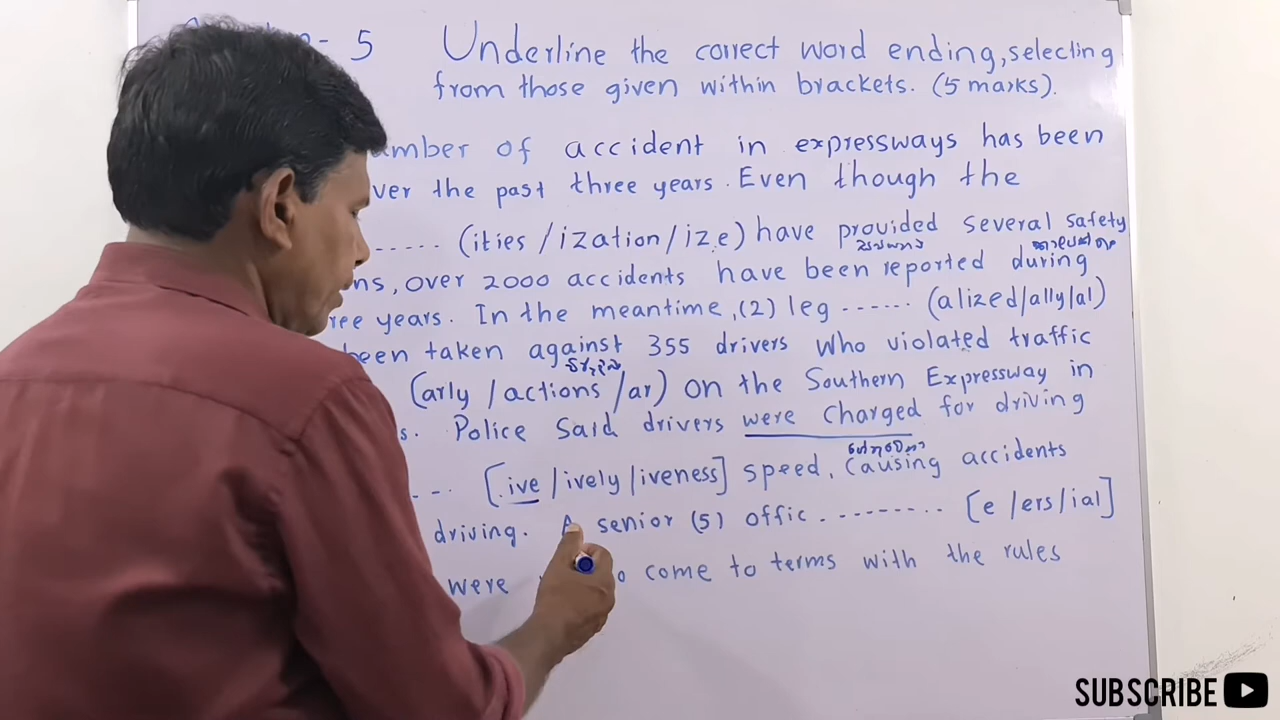 - 5 Underline the correct word ending, selecting
from those given within brackets. (5 marks).
umber of accident in expressways has been
ver the past three years. Even though the
...... (ities / ization / ize) have provided several safety
ns, over 2000 accidents have been reported during
ree years. In the meantime, (2) leg ...... (alized/ally/al)
been taken against 355 drivers who violated traffic
(arly / actions / ar) on the Southern Expressway in
s. Police Said drivers were charged for driving
- - . [.ive / ively / iveness] speed, causing accidents
driving. A senior (5) offic. --------.. [e / ers / ial]
were o come to terms with the rules
SUBSCRIBE